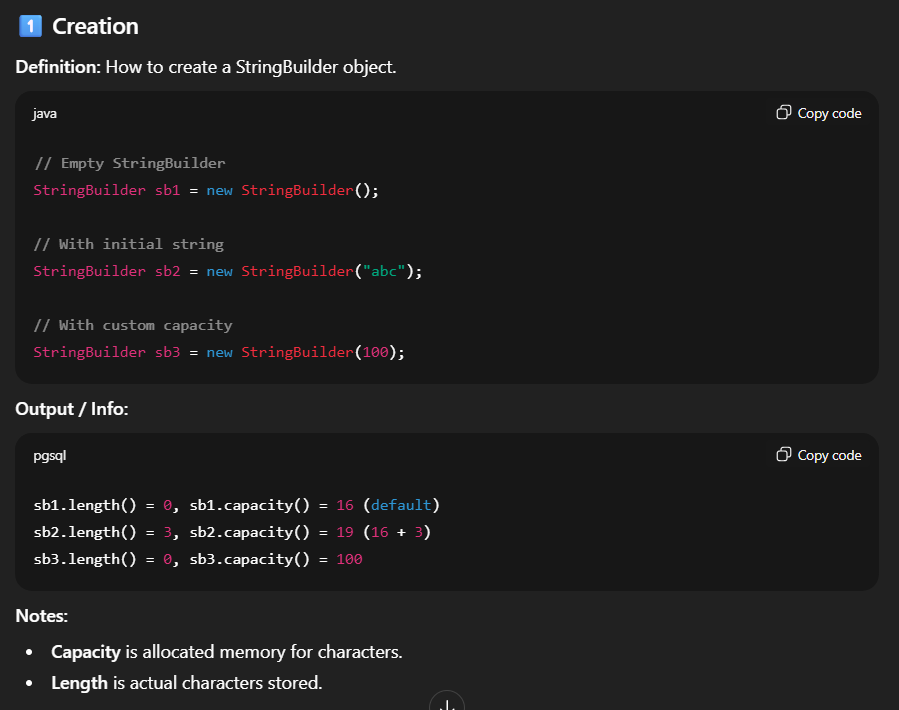 1 Creation
Definition: How to create a StringBuilder object.
java
Copy code
// Empty StringBuilder
StringBuilder sb1 = new StringBuilder();
// With initial string
StringBuilder sb2 = new StringBuilder("abc");
// With custom capacity
StringBuilder sb3 = new StringBuilder(100);
Output / Info:
pgsql
Copy code
sb1.length() = 0, sb1.capacity() = 16 (default)
sb2.length() = 3, sb2.capacity() = 19 (16 + 3)
sb3.length() = 0, sb3.capacity() = 100
Notes:
• Capacity is allocated memory for characters.
• Length is actual characters stored.